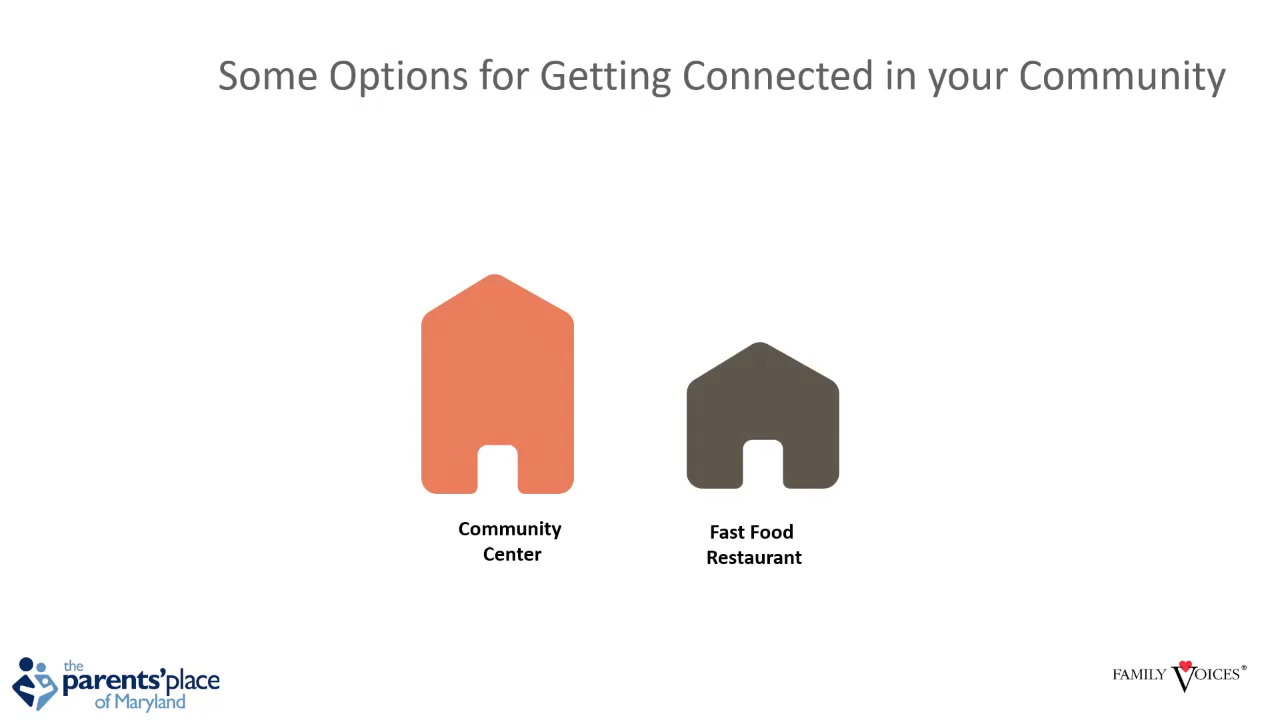 Some Options for Getting Connected in your Community
Community
Center
Fast Food
Restaurant
the
parents'place
of Maryland
FAMILY VOICES®